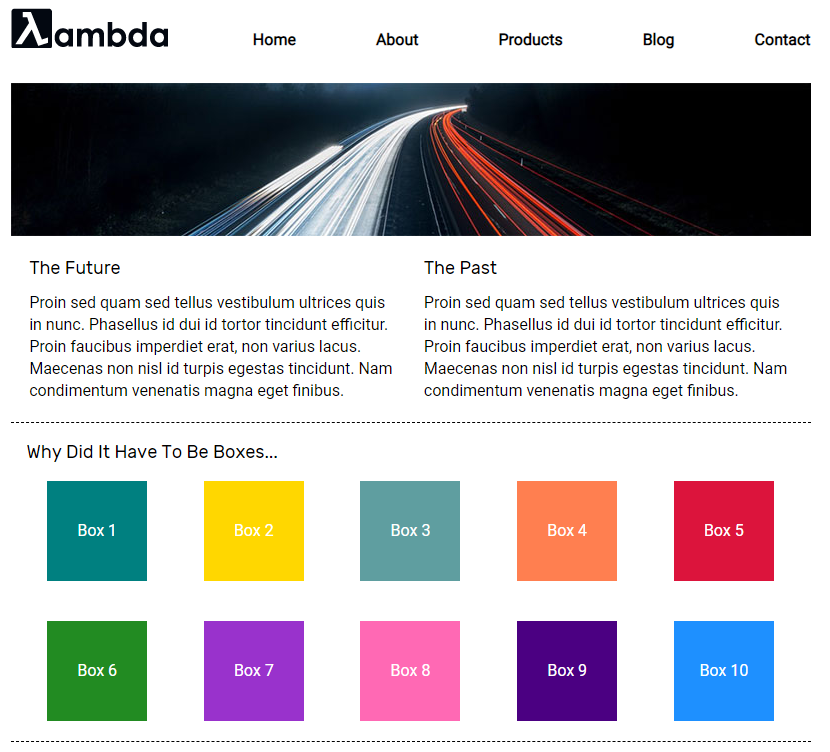 λambda
Home About Products Blog Contact
The Future
Proin sed quam sed tellus vestibulum ultrices quis
in nunc. Phasellus id dui id tortor tincidunt efficitur.
Proin faucibus imperdiet erat, non varius lacus.
Maecenas non nisl id turpis egestas tincidunt. Nam
condimentum venenatis magna eget finibus.
The Past
Proin sed quam sed tellus vestibulum ultrices quis
in nunc. Phasellus id dui id tortor tincidunt efficitur.
Proin faucibus imperdiet erat, non varius lacus.
Maecenas non nisl id turpis egestas tincidunt. Nam
condimentum venenatis magna eget finibus.
Why Did It Have To Be Boxes...
Box 1 Box 2 Box 3 Box 4 Box 5
Box 6 Box 7 Box 8 Box 9 Box 10